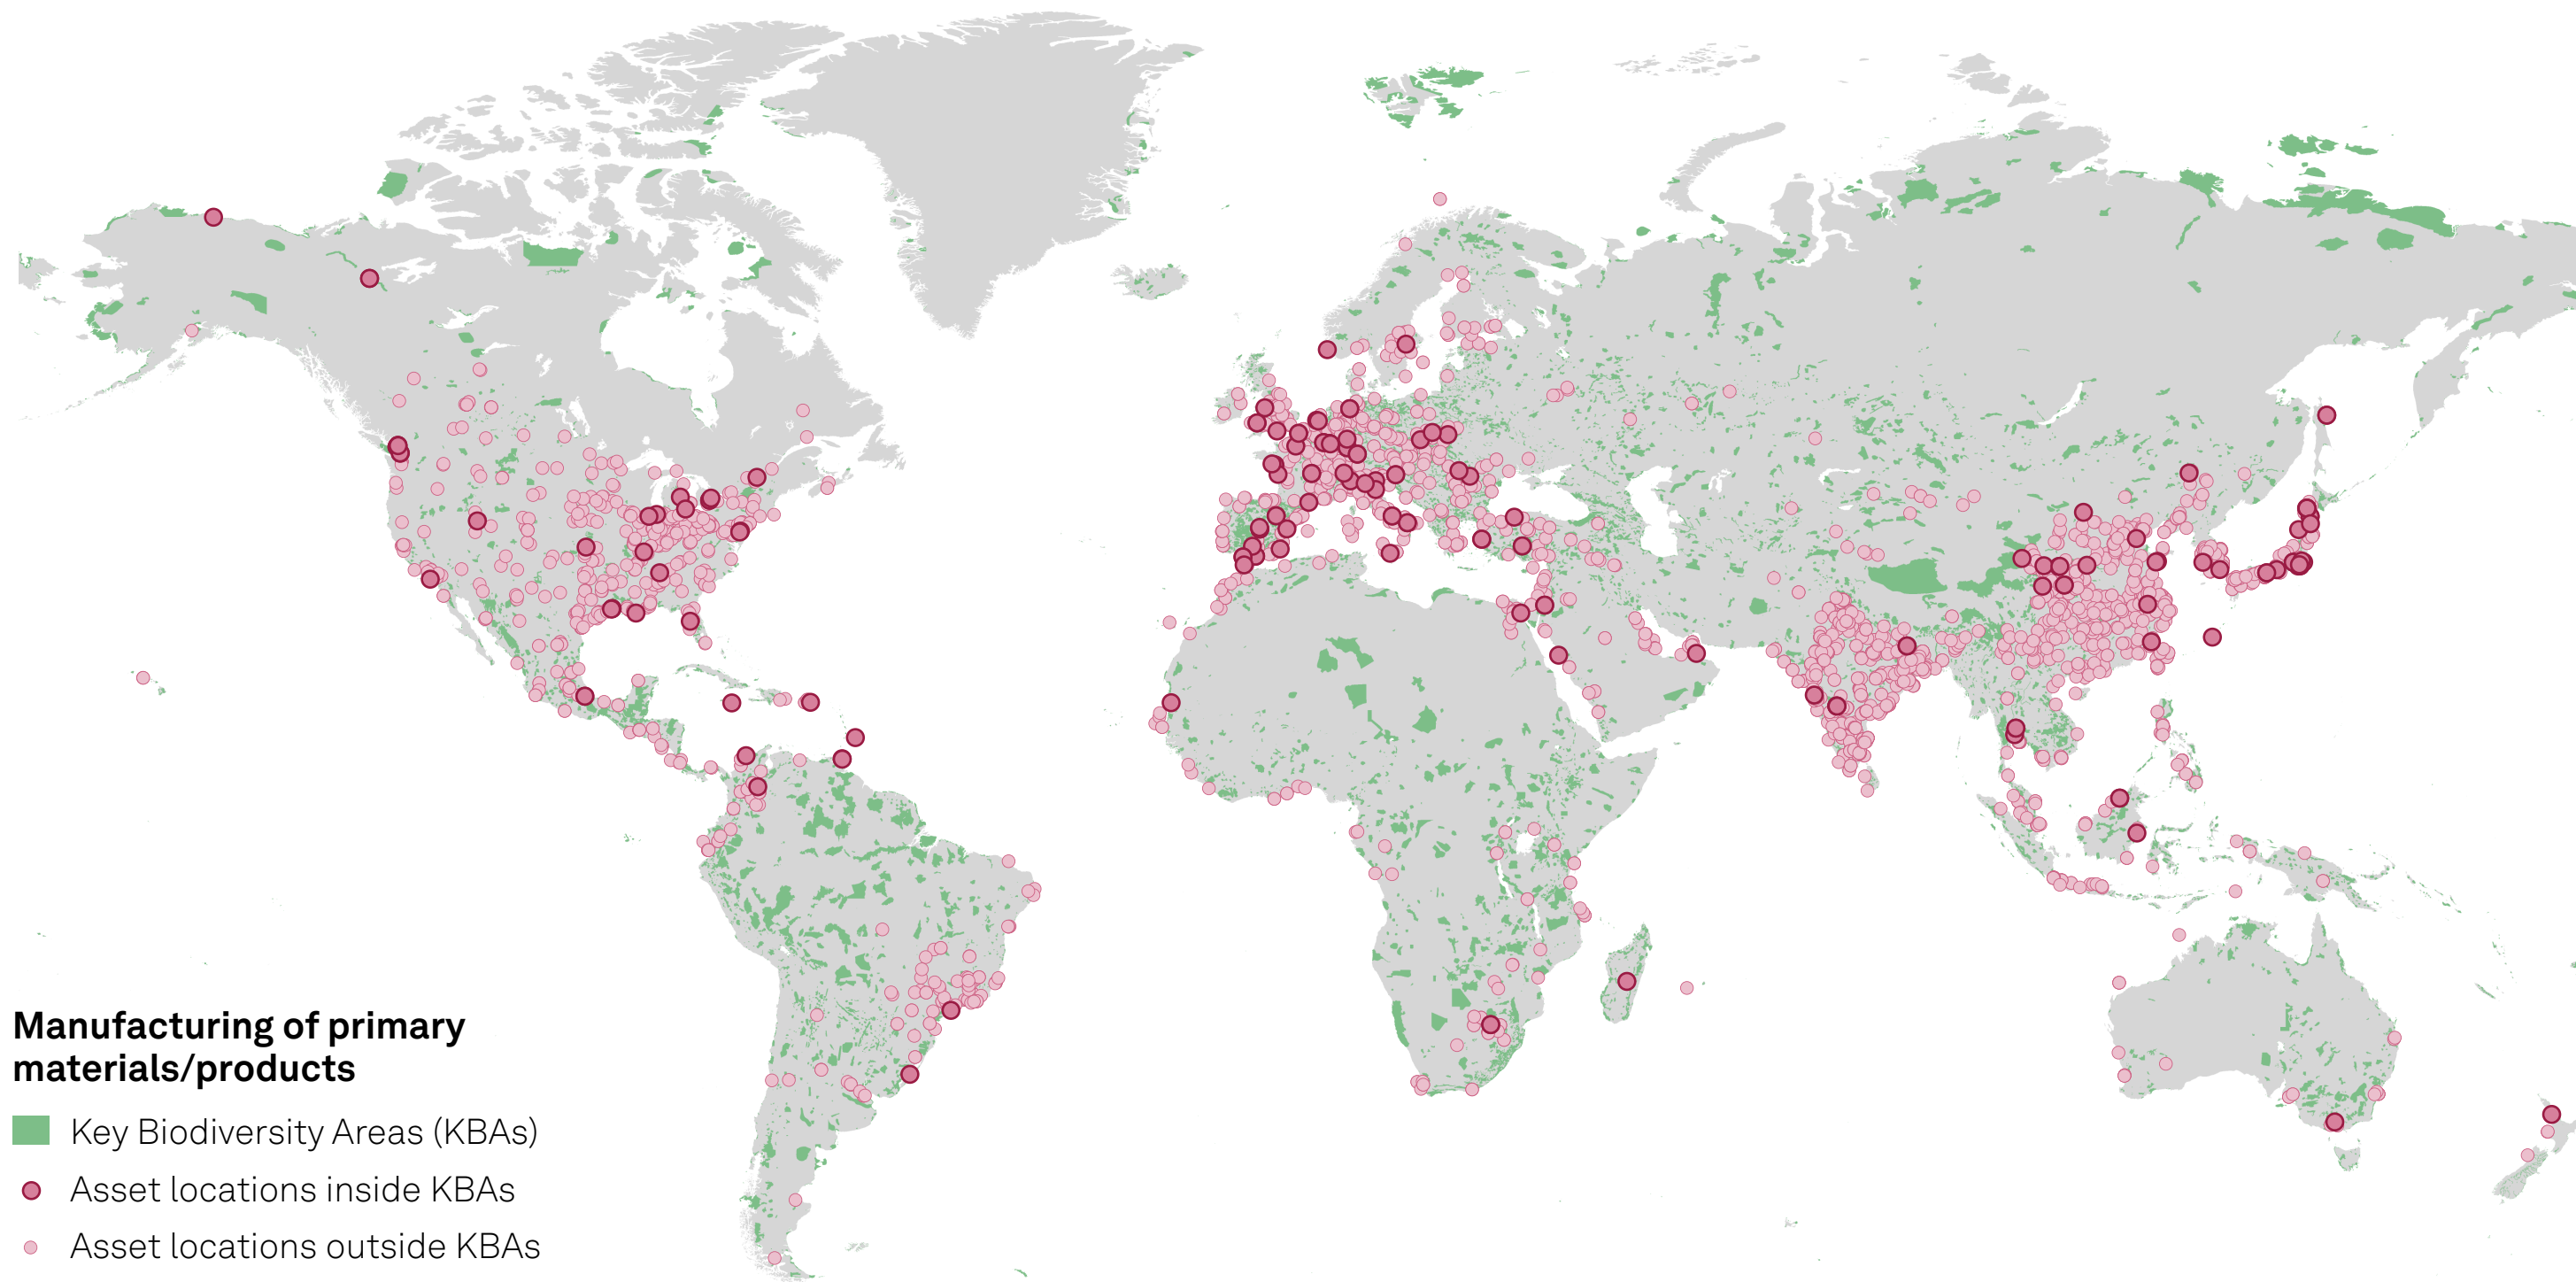 Manufacturing of primary
materials/products
Key Biodiversity Areas (KBAs)
Asset locations inside KBAs
Asset locations outside KBAs